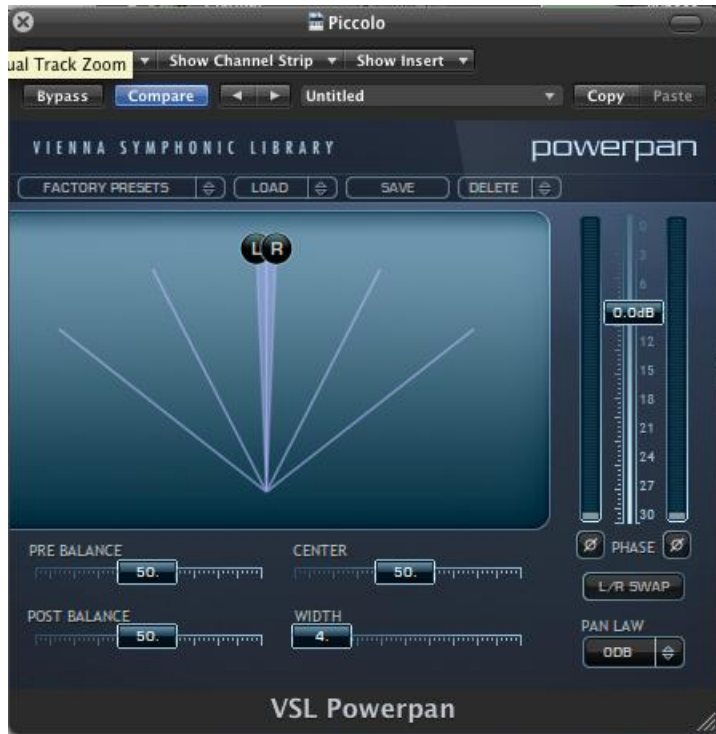 Piccolo
ual Track Zoom Show Channel Strip Show Insert
Bypass Compare Untitled Copy Paste
VIENNA SYMPHONIC LIBRARY powerpan
FACTORY PRESETS LOAD SAVE DELETE
L R
0
3
6
0.0dB
12
15
18
21
24
27
30
PRE BALANCE CENTER
50. 50.
Ø PHASE Ø
L/R SWAP
POST BALANCE WIDTH
50. 4.
PAN LAW
0DB
VSL Powerpan